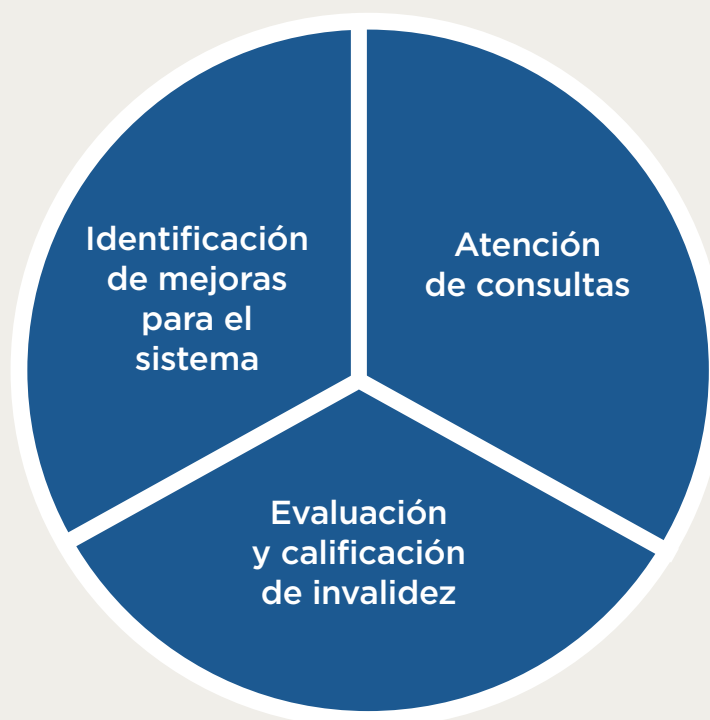 Identificación
de mejoras
para el
sistema
Atención
de consultas
Evaluación
y calificación
de invalidez